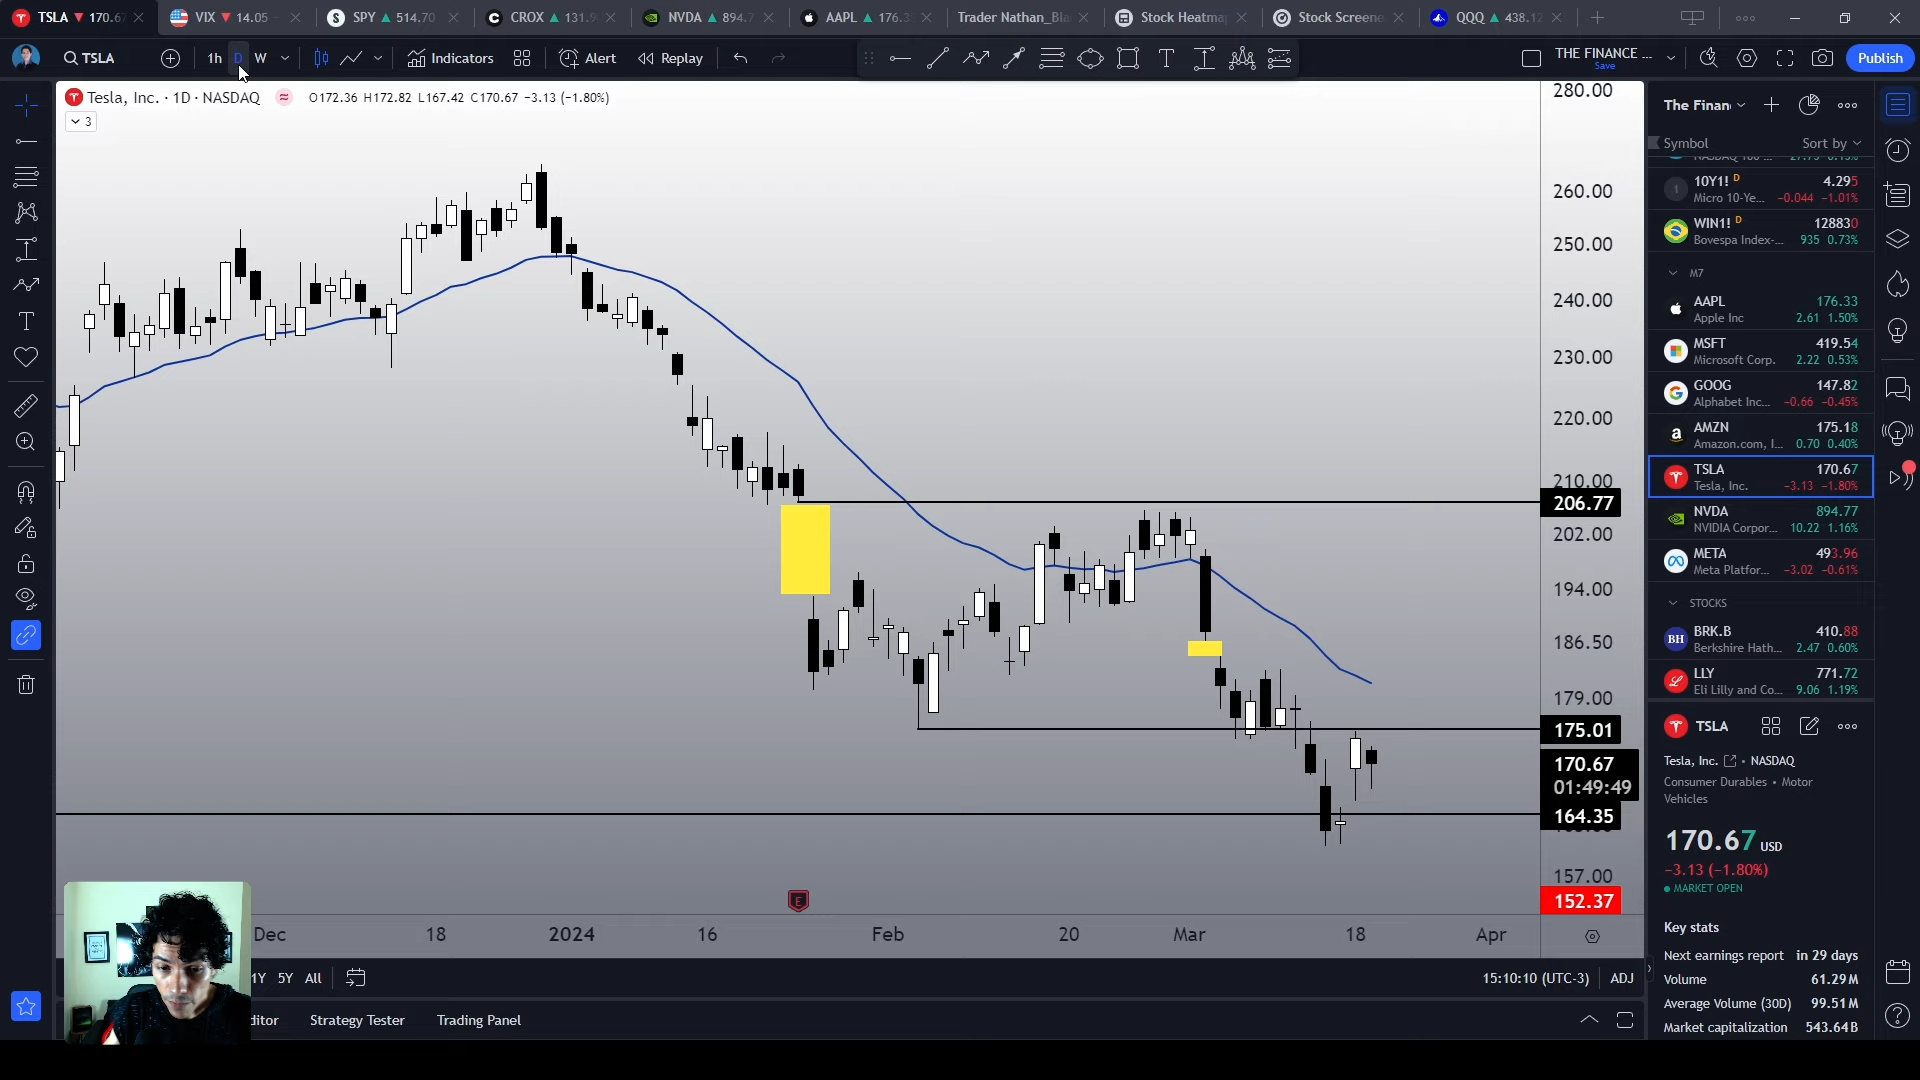 TSLA ▼ 170.67
VIX ▼ 14.05
SPY ▲ 514.70
CROX ▲ 131.9
NVDA ▲ 894.7
AAPL ▲ 176.3
Trader Nathan_Bla
Stock Heatma
Stock Screene
QQQ ▲ 438.12
TSLA
1h
D
W
Indicators
Alert
Replay
THE FINANCE ...
Save
Publish
Tesla, Inc. · 1D · NASDAQ
O172.36 H172.82 L167.42 C170.67 −3.13 (−1.80%)
3
280.00
260.00
250.00
240.00
230.00
220.00
210.00
206.77
202.00
194.00
186.50
179.00
175.01
170.67
01:49:49
164.35
157.00
152.37
E
Dec
18
2024
16
Feb
20
Mar
18
Apr
1Y
5Y
All
15:10:10 (UTC-3)
ADJ
ditor
Strategy Tester
Trading Panel
The Finan
Symbol
Sort by
10Y1! D
4.295
Micro 10-Ye...
−0.044 −1.01%
WIN1! D
128830
Bovespa Index-...
935 0.73%
M7
AAPL
176.33
Apple Inc
2.61 1.50%
MSFT
419.54
Microsoft Corp.
2.22 0.53%
GOOG
147.82
Alphabet Inc...
−0.66 −0.45%
AMZN
175.18
Amazon.com, I...
0.70 0.40%
TSLA
170.67
Tesla, Inc.
−3.13 −1.80%
NVDA
894.77
NVIDIA Corpor...
10.22 1.16%
META
493.96
Meta Platfor...
−3.02 −0.61%
STOCKS
BRK.B
410.88
Berkshire Hath...
2.47 0.60%
LLY
771.72
Eli Lilly and Co...
9.06 1.19%
TSLA
Tesla, Inc. • NASDAQ
Consumer Durables • Motor
Vehicles
170.67 USD
−3.13 (−1.80%)
MARKET OPEN
Key stats
Next earnings report
in 29 days
Volume
61.29M
Average Volume (30D)
99.51M
Market capitalization
543.64B